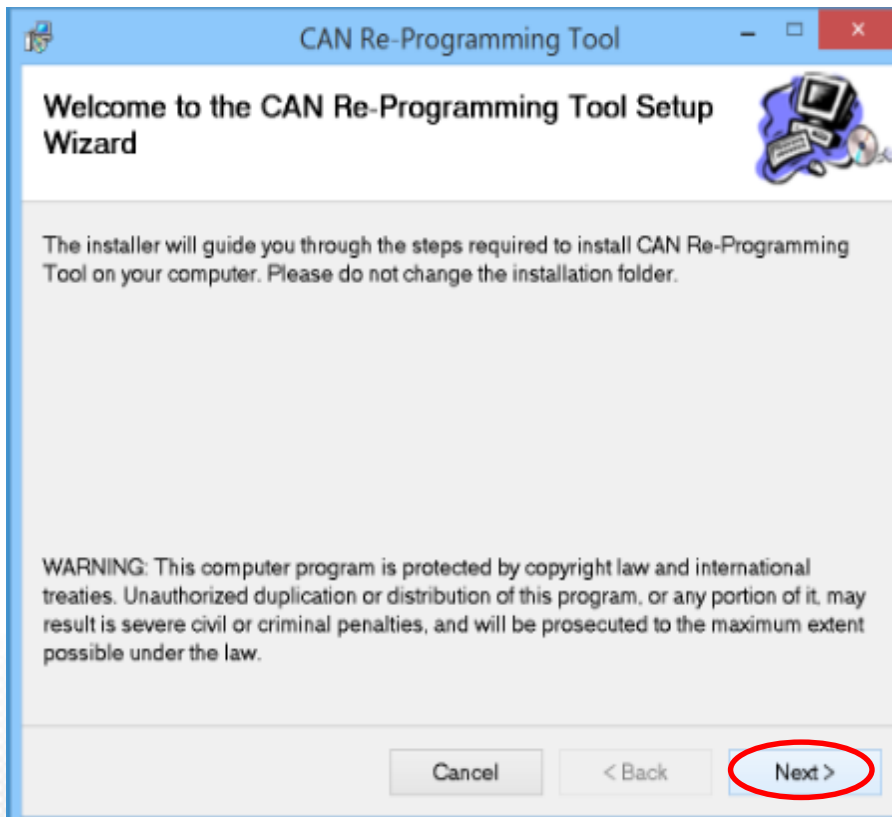 CAN Re-Programming Tool
Welcome to the CAN Re-Programming Tool Setup
Wizard
The installer will guide you through the steps required to install CAN Re-Programming
Tool on your computer. Please do not change the installation folder.
WARNING: This computer program is protected by copyright law and international
treaties. Unauthorized duplication or distribution of this program, or any portion of it, may
result is severe civil or criminal penalties, and will be prosecuted to the maximum extent
possible under the law.
Cancel
< Back
Next >